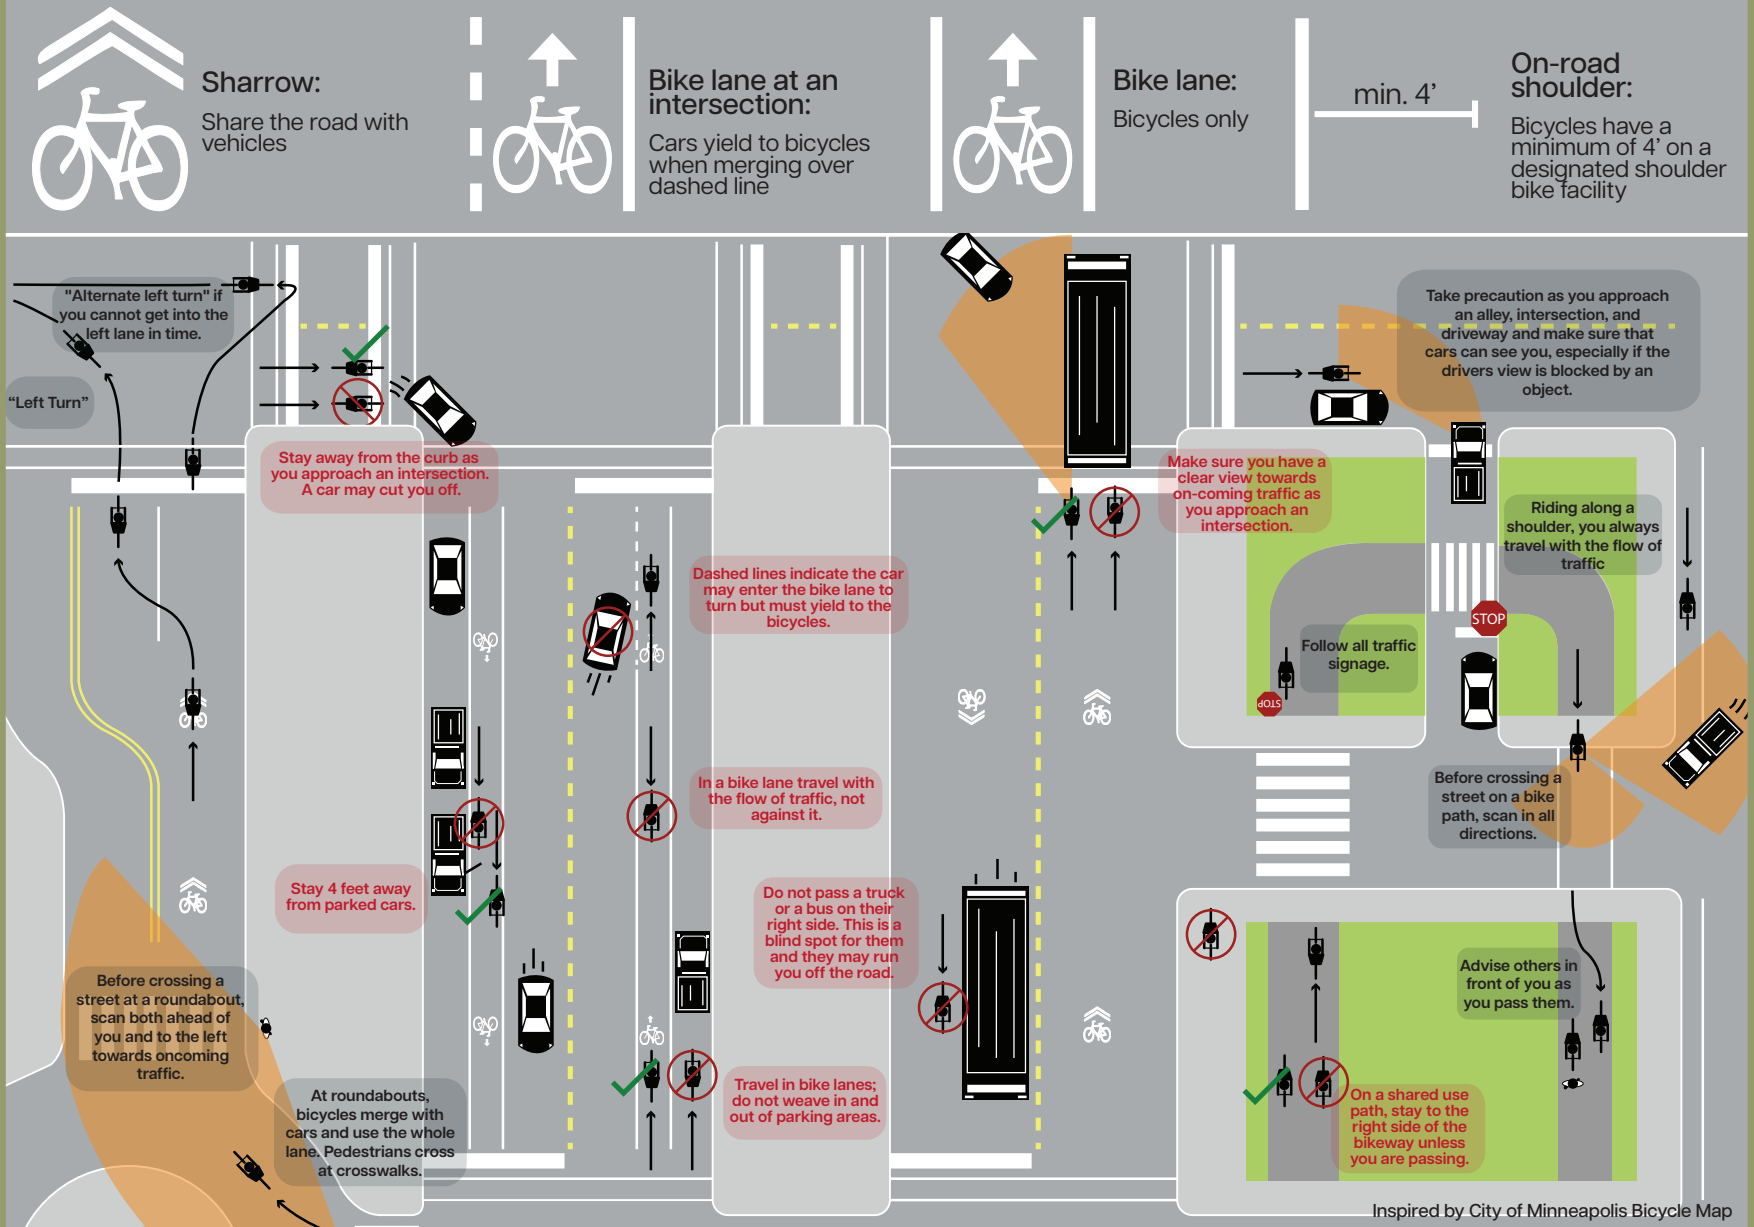 Sharrow:
Share the road with
vehicles
Bike lane at an
intersection:
Cars yield to bicycles
when merging over
dashed line
Bike lane:
Bicycles only
min. 4’
On-road
shoulder:
Bicycles have a
minimum of 4’ on a
designated shoulder
bike facility
"Alternate left turn" if
you cannot get into the
left lane in time.
“Left Turn”
Stay away from the curb as
you approach an intersection.
A car may cut you off.
Dashed lines indicate the car
may enter the bike lane to
turn but must yield to the
bicycles.
In a bike lane travel with
the flow of traffic, not
against it.
Stay 4 feet away
from parked cars.
Do not pass a truck
or a bus on their
right side. This is a
blind spot for them
and they may run
you off the road.
Travel in bike lanes;
do not weave in and
out of parking areas.
Before crossing a
street at a roundabout,
scan both ahead of
you and to the left
towards oncoming
traffic.
At roundabouts,
bicycles merge with
cars and use the whole
lane. Pedestrians cross
at crosswalks.
Make sure you have a
clear view towards
on-coming traffic as
you approach an
intersection.
Take precaution as you approach
an alley, intersection, and
driveway and make sure that
cars can see you, especially if the
drivers view is blocked by an
object.
Riding along a
shoulder, you always
travel with the flow of
traffic
STOP
Follow all traffic
signage.
STOP
Before crossing a
street on a bike
path, scan in all
directions.
Advise others in
front of you as
you pass them.
On a shared use
path, stay to the
right side of the
bikeway unless
you are passing.
Inspired by City of Minneapolis Bicycle Map